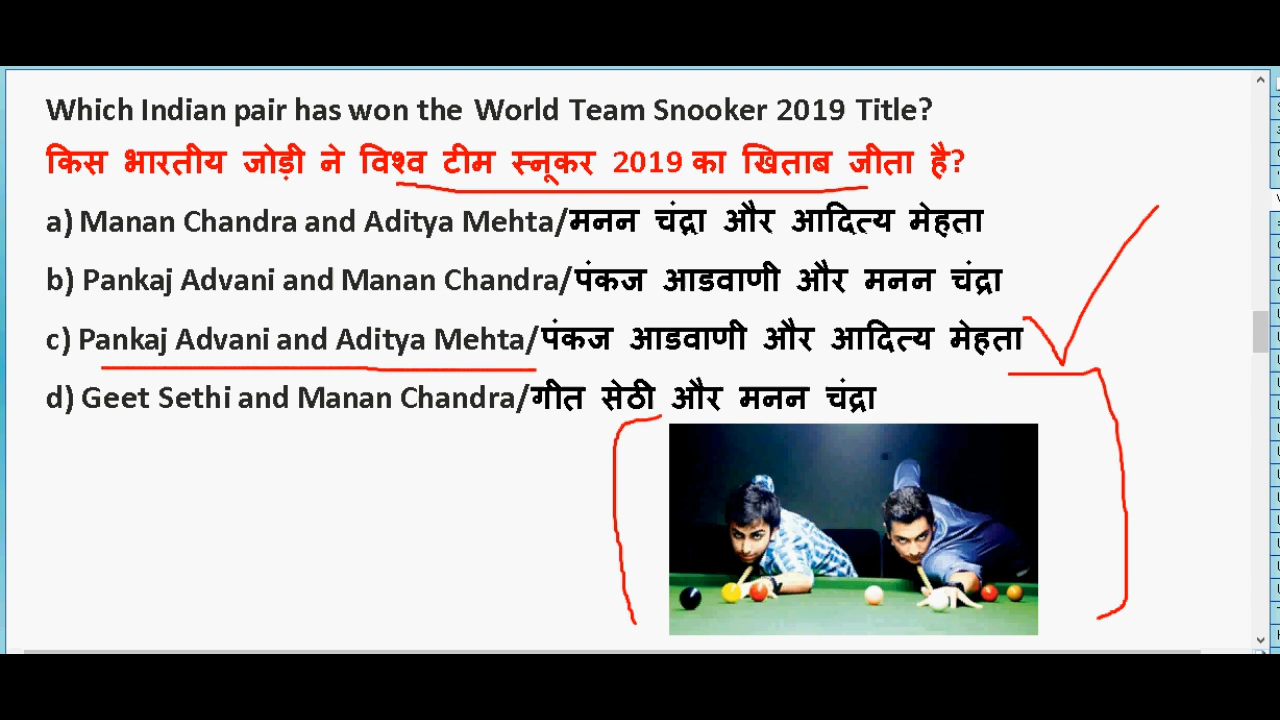 Which Indian pair has won the World Team Snooker 2019 Title?
किस भारतीय जोड़ी ने विश्व टीम स्नूकर 2019 का खिताब जीता है?
a) Manan Chandra and Aditya Mehta/मनन चंद्रा और आदित्य मेहता
b) Pankaj Advani and Manan Chandra/पंकज आडवाणी और मनन चंद्रा
c) Pankaj Advani and Aditya Mehta/पंकज आडवाणी और आदित्य मेहता
d) Geet Sethi and Manan Chandra/गीत सेठी और मनन चंद्रा